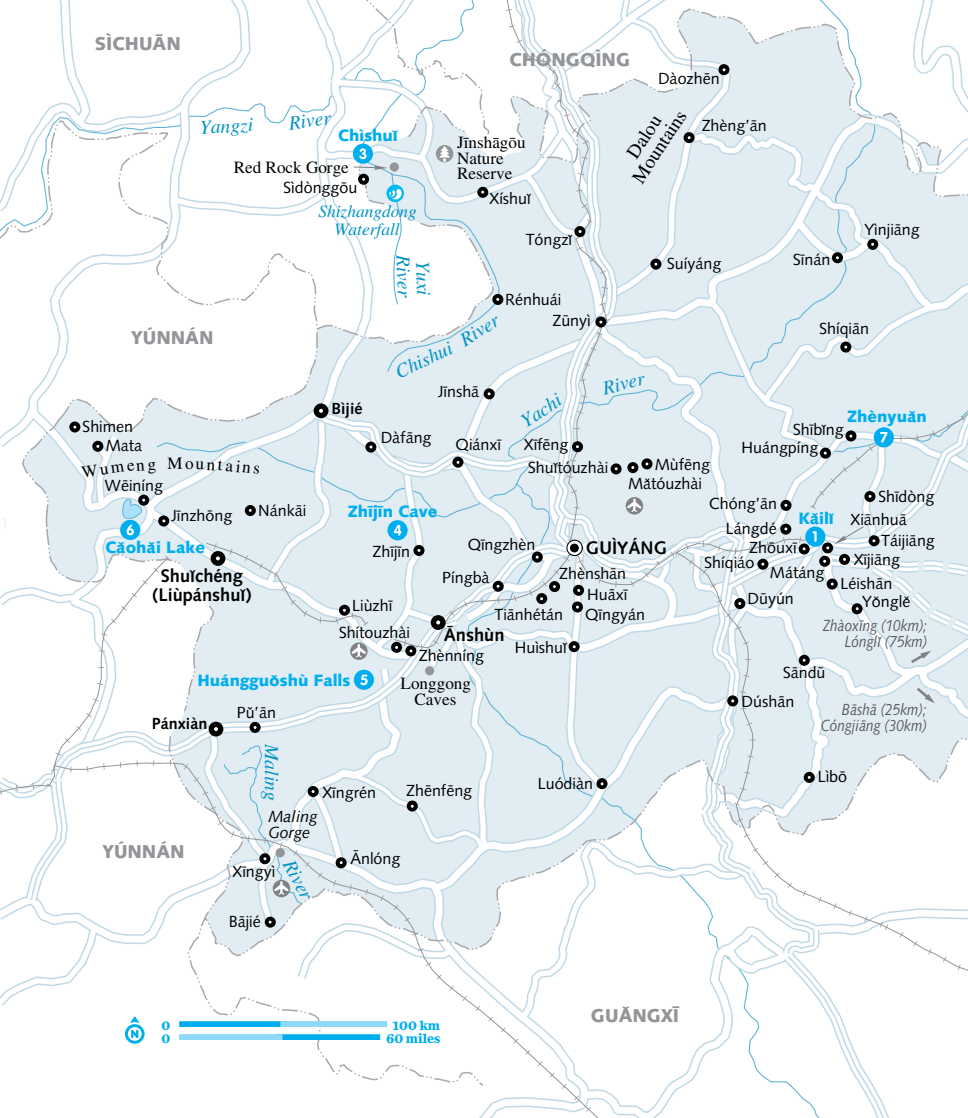 SÌCHUĀN
CHÓNGQÌNG
Dàozhēn
Yangzi River
Chìshuǐ
3
Jīnshāgōu
Nature
Reserve
Dalou
Mountains
Zhèng'ān
Red Rock Gorge
Sìdònggōu
Xíshuǐ
Shizhangdong
Waterfall
Yuxi
River
Tóngzǐ
Yìnjiāng
Sīnán
Suíyáng
Rénhuái
Zūnyì
YÚNNÁN
Chishui River
Shíqiān
Jīnshā
Yachi River
Bìjié
Shimen
Mata
Dàfāng
Qiánxī
Xīfēng
Zhènyuǎn
7
Shībǐng
Huángpíng
Wumeng Mountains
Wēiníng
Shuǐtóuzhài
Mùfēng
Mǎtóuzhài
Nánkāi
Jīnzhōng
6
Cǎohǎi Lake
Zhījīn Cave
4
Zhījīn
Chóng'ān
Shīdòng
Lángdé
Kǎilǐ
1
Xiānhuā
Zhōuxī
Táijiāng
Qīngzhèn
GUÌYÁNG
Shíqiáo
Mátáng
Xījiāng
Shuǐchéng
(Liùpánshuǐ)
Píngbà
Zhènshān
Huāxī
Tiānhétán
Qīngyán
Léishān
Dūyún
Yǒnglè
Liùzhī
Ānshùn
Shítouzhài
Zhènníng
Huìshuǐ
Zhàoxīng (10km);
Lónglǐ (75km)
Huángguǒshù Falls
5
Longgong
Caves
Sāndū
Pánxiàn
Pǔ'ān
Dúshān
Bāshā (25km);
Cóngjiāng (30km)
Maling
River
Xīngrén
Zhēnfēng
Luódiàn
Lìbō
Maling
Gorge
YÚNNÁN
Xīngyì
Ānlóng
Bājié
GUǍNGXĪ
N
0 100 km
0 60 miles